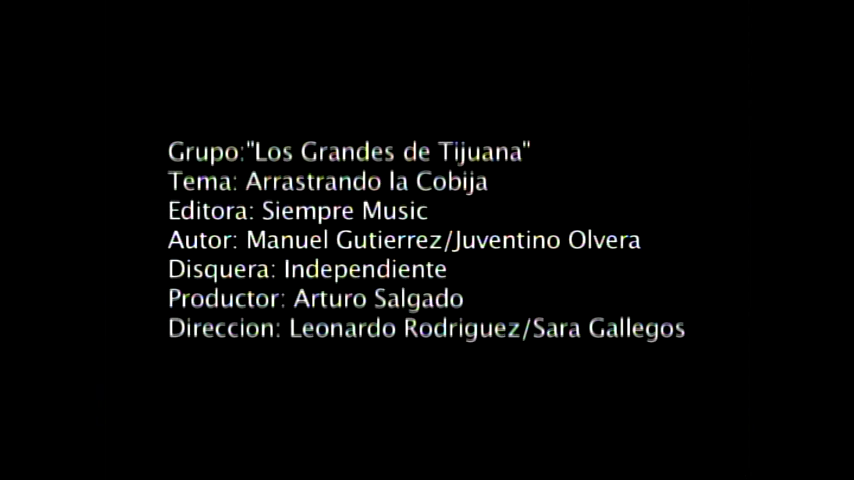 Grupo:"Los Grandes de Tijuana"
Tema: Arrastrando la Cobija
Editora: Siempre Music
Autor: Manuel Gutierrez/Juventino Olvera
Disquera: Independiente
Productor: Arturo Salgado
Direccion: Leonardo Rodriguez/Sara Gallegos